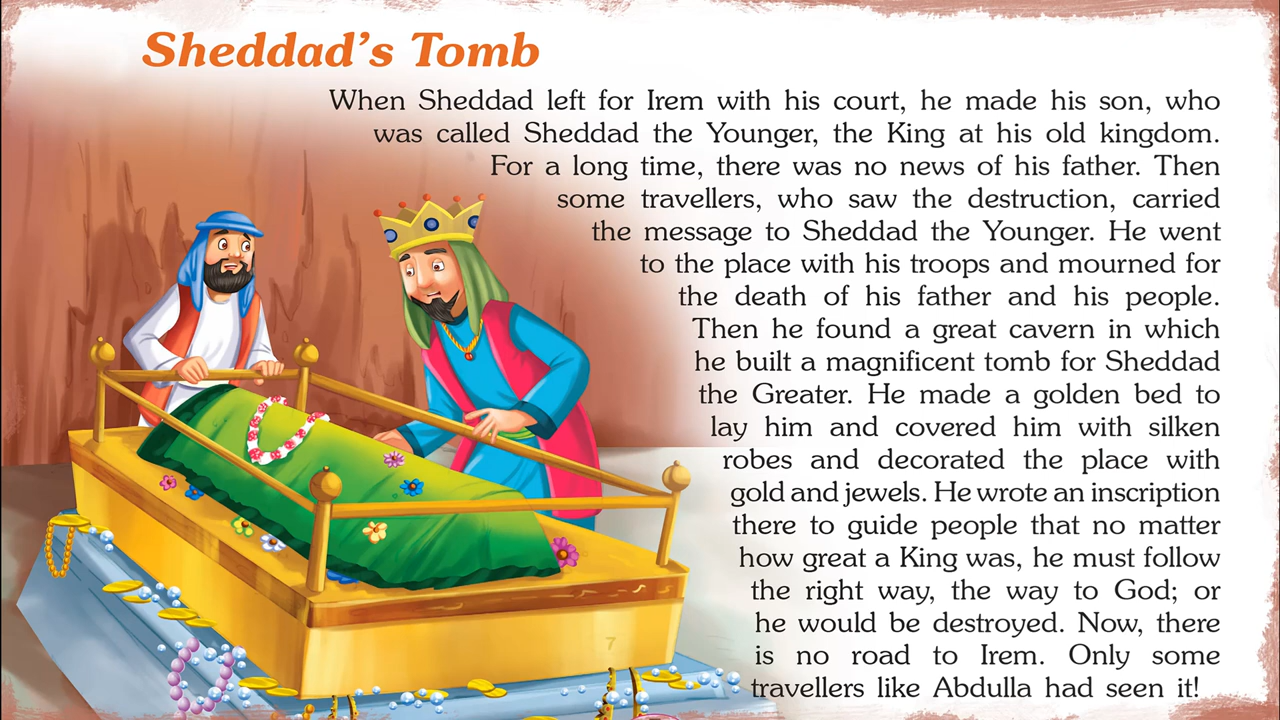 Sheddad's Tomb
When Sheddad left for Irem with his court, he made his son, who
was called Sheddad the Younger, the King at his old kingdom.
For a long time, there was no news of his father. Then
some travellers, who saw the destruction, carried
the message to Sheddad the Younger. He went
to the place with his troops and mourned for
the death of his father and his people.
Then he found a great cavern in which
he built a magnificent tomb for Sheddad
the Greater. He made a golden bed to
lay him and covered him with silken
robes and decorated the place with
gold and jewels. He wrote an inscription
there to guide people that no matter
how great a King was, he must follow
the right way, the way to God; or
he would be destroyed. Now, there
is no road to Irem. Only some
travellers like Abdulla had seen it!
7